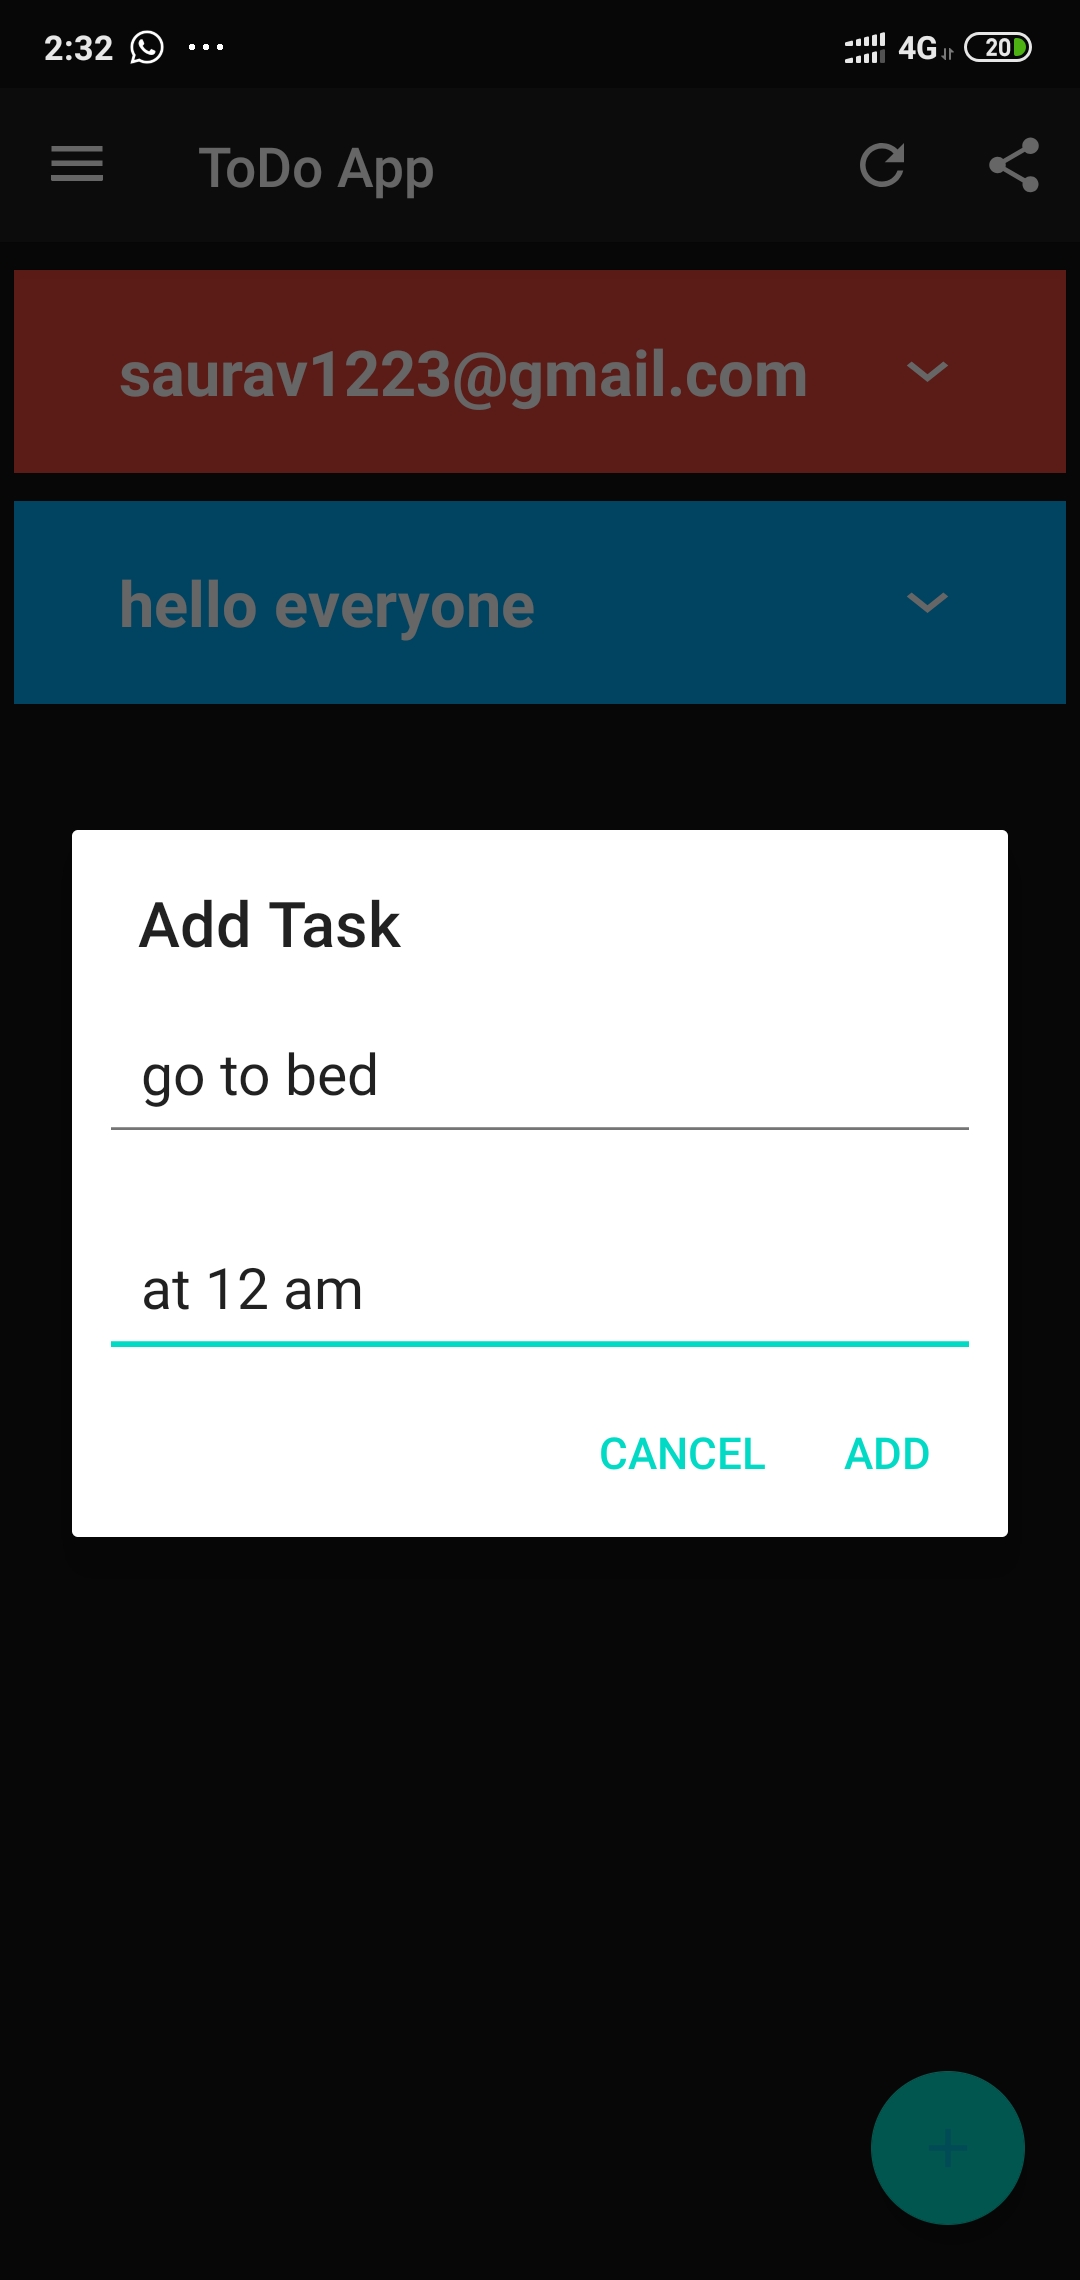 2:32 ... 4G 20
ToDo App
saurav1223@gmail.com
hello everyone
Add Task
go to bed
at 12 am
CANCEL ADD